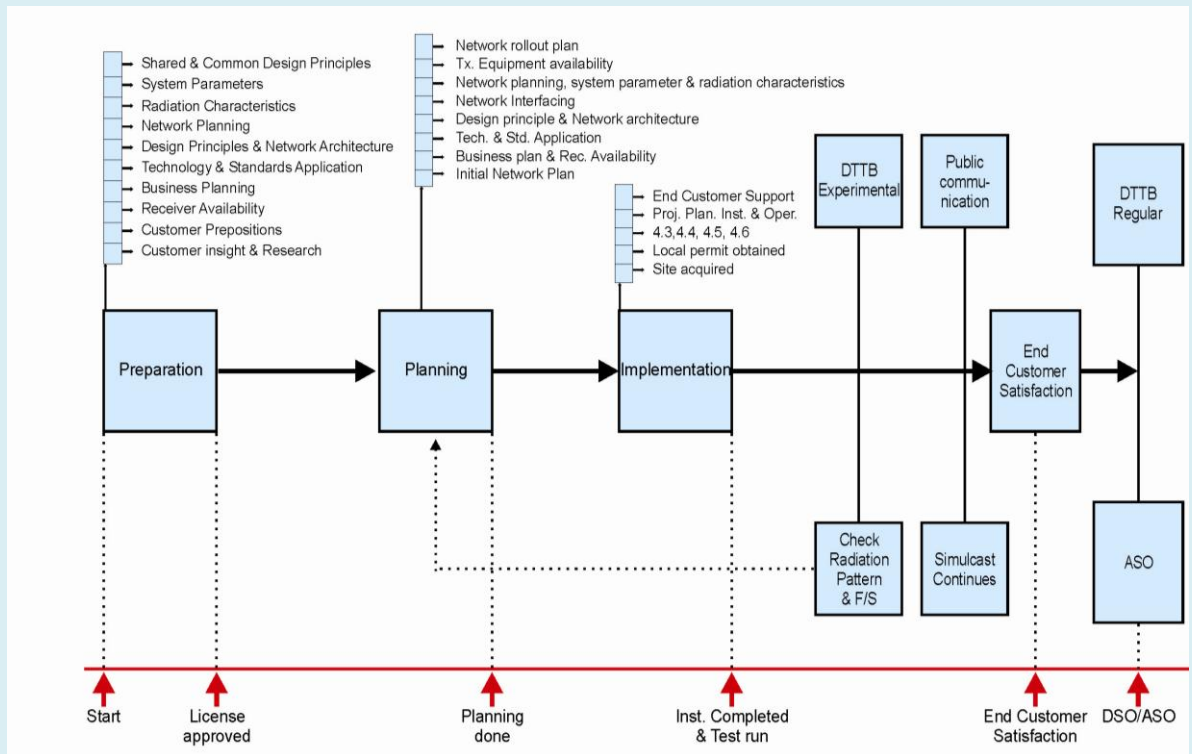 Shared & Common Design Principles
System Parameters
Radiation Characteristics
Network Planning
Design Principles & Network Architecture
Technology & Standards Application
Business Planning
Receiver Availability
Customer Prepositions
Customer insight & Research
Network rollout plan
Tx. Equipment availability
Network planning, system parameter & radiation characteristics
Network Interfacing
Design principle & Network architecture
Tech. & Std. Application
Business plan & Rec. Availability
Initial Network Plan
End Customer Support
Proj. Plan. Inst. & Oper.
4.3,4.4, 4.5, 4.6
Local permit obtained
Site acquired
DTTB
Experimental
Public
commu-
nication
DTTB
Regular
Preparation
Planning
Implementation
End
Customer
Satisfaction
Check
Radiation
Pattern
& F/S
Simulcast
Continues
ASO
Start
License
approved
Planning
done
Inst. Completed
& Test run
End Customer
Satisfaction
DSO/ASO